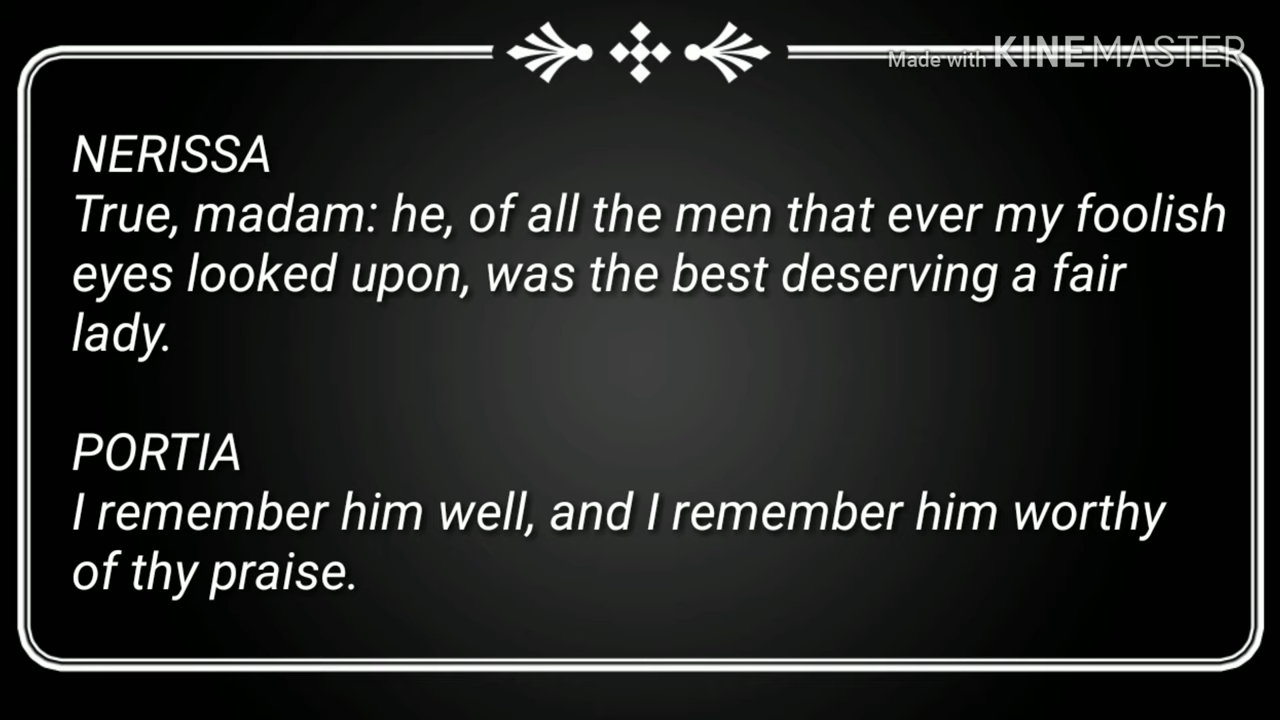 Made with KINEMASTER
NERISSA
True, madam: he, of all the men that ever my foolish
eyes looked upon, was the best deserving a fair
lady.
PORTIA
I remember him well, and I remember him worthy
of thy praise.